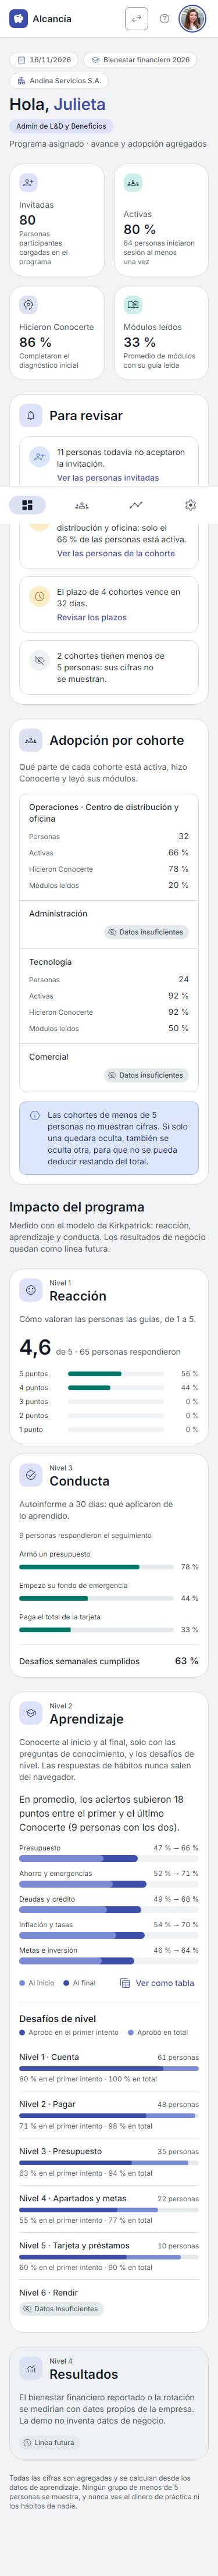 Alcancía
16/11/2026
Bienestar financiero 2026
Andina Servicios S.A.
Hola, Julieta
Admin de L&D y Beneficios
Programa asignado · avance y adopción agregados
Invitadas
80
Personas
participantes
cargadas en el
programa
Activas
80 %
64 personas iniciaron
sesión al menos
una vez
Hicieron Conocerte
86 %
Completaron el
diagnóstico inicial
Módulos leídos
33 %
Promedio de módulos
con su guía leída
Para revisar
11 personas todavía no aceptaron
la invitación.
Ver las personas invitadas
distribución y oficina: solo el
66 % de las personas está activa.
Ver las personas de la cohorte
El plazo de 4 cohortes vence en
32 días.
Revisar los plazos
2 cohortes tienen menos de
5 personas: sus cifras no
se muestran.
Adopción por cohorte
Qué parte de cada cohorte está activa, hizo
Conocerte y leyó sus módulos.
Operaciones · Centro de distribución y
oficina
Personas 32
Activas 66 %
Hicieron Conocerte 78 %
Módulos leídos 20 %
Administración
Datos insuficientes
Tecnología
Personas 24
Activas 92 %
Hicieron Conocerte 92 %
Módulos leídos 50 %
Comercial
Datos insuficientes
Las cohortes de menos de 5
personas no muestran cifras. Si solo
una quedara oculta, también se
oculta otra, para que no se pueda
deducir restando del total.
Impacto del programa
Medido con el modelo de Kirkpatrick: reacción,
aprendizaje y conducta. Los resultados de negocio
quedan como línea futura.
Nivel 1
Reacción
Cómo valoran las personas las guías, de 1 a 5.
4,6 de 5 · 65 personas respondieron
5 puntos 56 %
4 puntos 44 %
3 puntos 0 %
2 puntos 0 %
1 punto 0 %
Nivel 3
Conducta
Autoinforme a 30 días: qué aplicaron de
lo aprendido.
9 personas respondieron el seguimiento
Armó un presupuesto
78 %
Empezó su fondo de emergencia
44 %
Paga el total de la tarjeta
33 %
Desafíos semanales cumplidos 63 %
Nivel 2
Aprendizaje
Conocerte al inicio y al final, solo con las
preguntas de conocimiento, y los desafíos de
nivel. Las respuestas de hábitos nunca salen
del navegador.
En promedio, los aciertos subieron 18
puntos entre el primer y el último
Conocerte (9 personas con los dos).
Presupuesto 47 % → 66 %
Ahorro y emergencias 52 % → 71 %
Deudas y crédito 49 % → 68 %
Inflación y tasas 54 % → 70 %
Metas e inversión 46 % → 64 %
Al inicio Al final Ver como tabla
Desafíos de nivel
Aprobó en el primer intento Aprobó en total
Nivel 1 · Cuenta 61 personas
80 % en el primer intento · 100 % en total
Nivel 2 · Pagar 48 personas
71 % en el primer intento · 98 % en total
Nivel 3 · Presupuesto 35 personas
63 % en el primer intento · 94 % en total
Nivel 4 · Apartados y metas 22 personas
55 % en el primer intento · 77 % en total
Nivel 5 · Tarjeta y préstamos 10 personas
60 % en el primer intento · 90 % en total
Nivel 6 · Rendir
Datos insuficientes
Nivel 4
Resultados
El bienestar financiero reportado o la rotación
se medirían con datos propios de la empresa.
La demo no inventa datos de negocio.
Línea futura
Todas las cifras son agregadas y se calculan desde los
datos de aprendizaje. Ningún grupo de menos de 5
personas se muestra, y nunca ves el dinero de práctica ni
los hábitos de nadie.